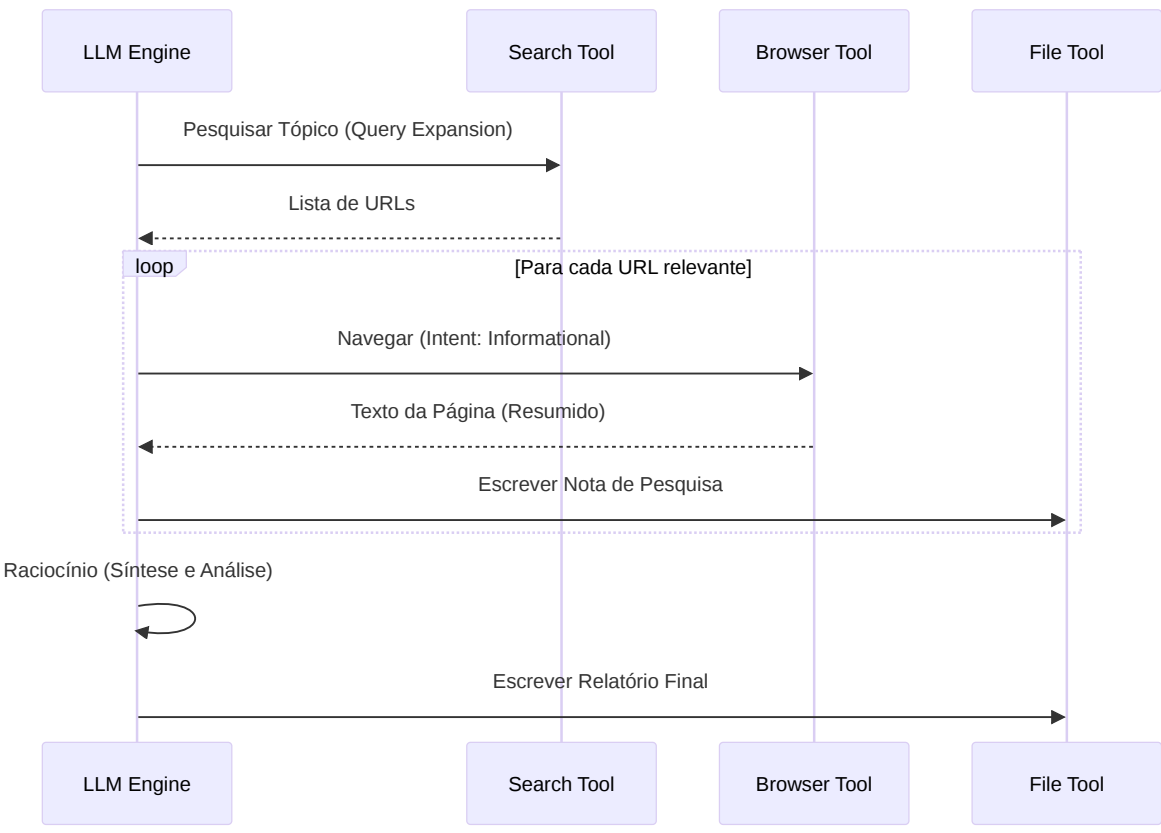 LLM Engine
Search Tool
Browser Tool
File Tool
Pesquisar Tópico (Query Expansion)
Lista de URLs
loop
[Para cada URL relevante]
Navegar (Intent: Informational)
Texto da Página (Resumido)
Escrever Nota de Pesquisa
Raciocínio (Síntese e Análise)
Escrever Relatório Final
LLM Engine
Search Tool
Browser Tool
File Tool